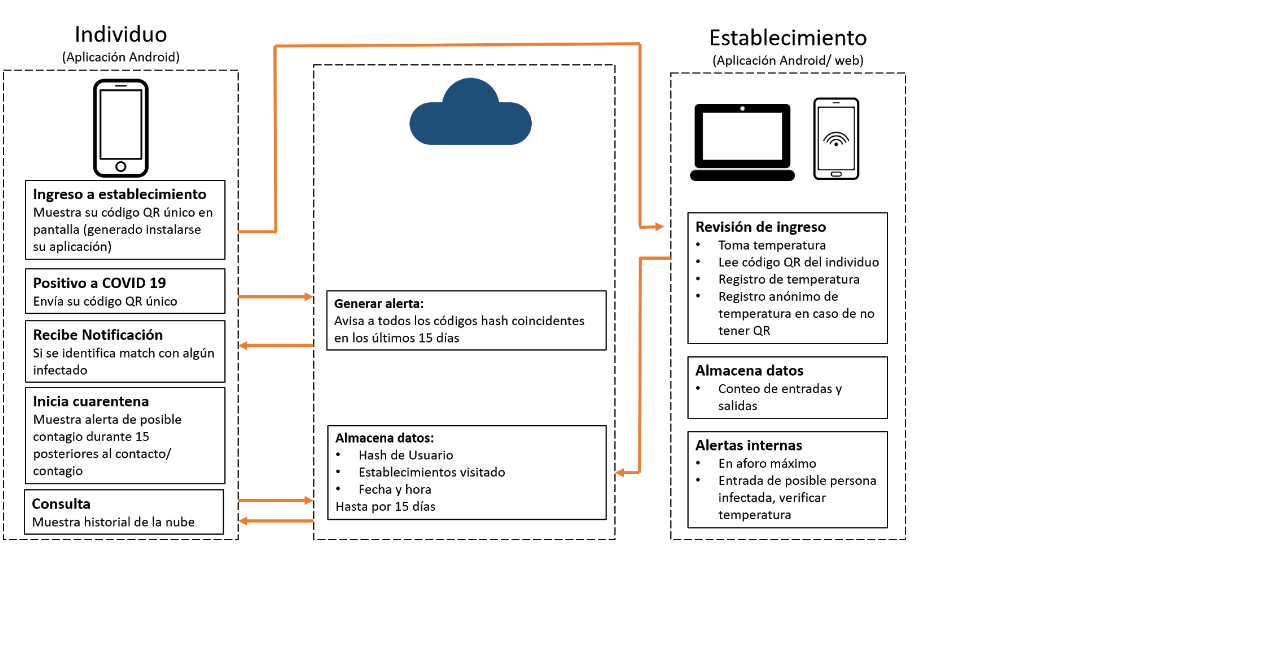 Individuo
(Aplicación Android)
Ingreso a establecimiento
Muestra su código QR único en
pantalla (generado instalarse
su aplicación)
Positivo a COVID 19
Envía su código QR único
Recibe Notificación
Si se identifica match con algún
infectado
Inicia cuarentena
Muestra alerta de posible
contagio durante 15
posteriores al contacto/
contagio
Consulta
Muestra historial de la nube
Generar alerta:
Avisa a todos los códigos hash coincidentes
en los últimos 15 días
Almacena datos:
• Hash de Usuario
• Establecimientos visitado
• Fecha y hora
Hasta por 15 días
Establecimiento
(Aplicación Android/ web)
Revisión de ingreso
• Toma temperatura
• Lee código QR del individuo
• Registro de temperatura
• Registro anónimo de
temperatura en caso de no
tener QR
Almacena datos
• Conteo de entradas y
salidas
Alertas internas
• En aforo máximo
• Entrada de posible persona
infectada, verificar
temperatura